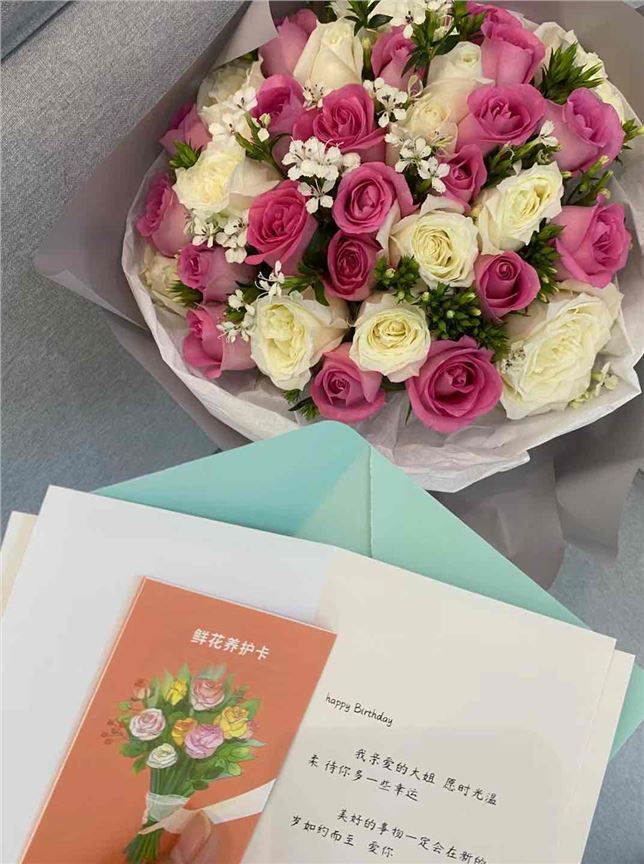 鲜花养护卡
happy Birthday
我亲爱的大姐 愿时光温
柔 待你多一些幸运
美好的事物一定会在新的
岁如约而至 爱你